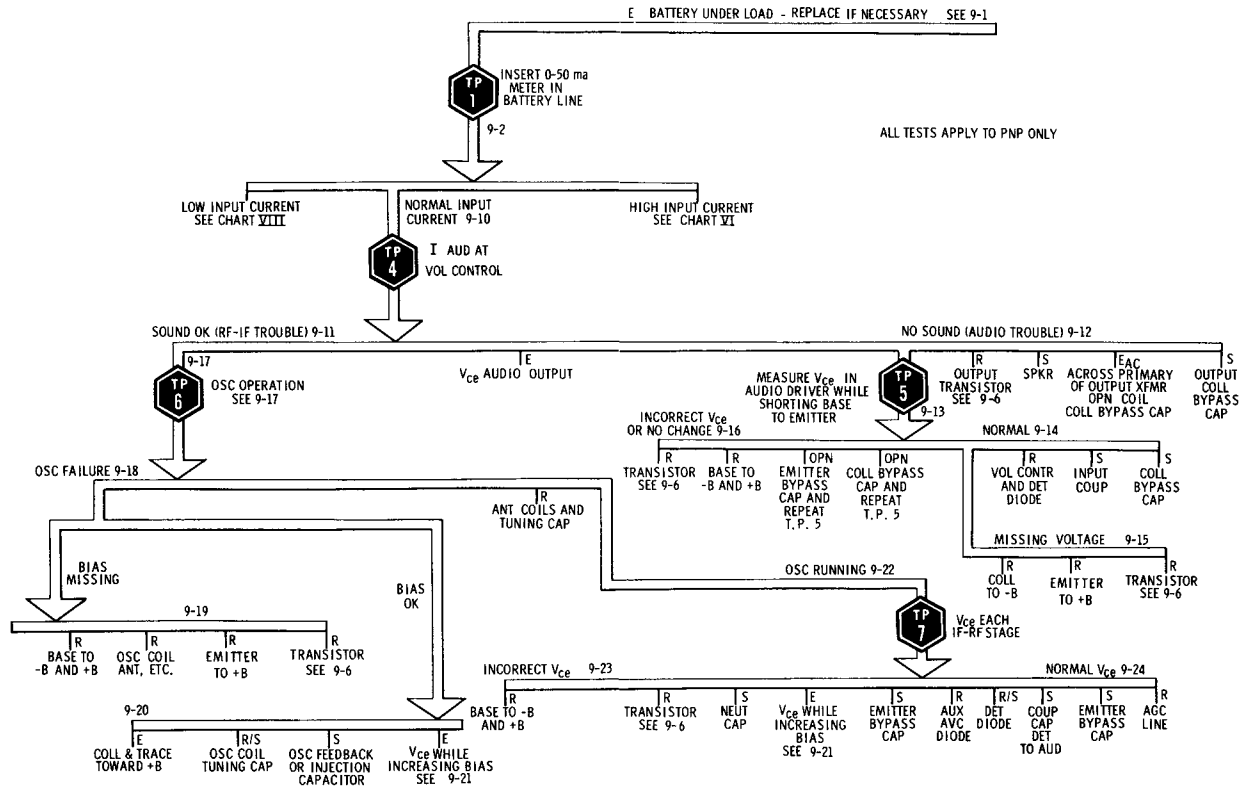 E BATTERY UNDER LOAD - REPLACE IF NECESSARY SEE 9-1
TP
1
INSERT 0-50 ma
METER IN
BATTERY LINE
9-2
ALL TESTS APPLY TO PNP ONLY
LOW INPUT CURRENT
SEE CHART VIII
NORMAL INPUT
CURRENT 9-10
HIGH INPUT CURRENT
SEE CHART VI
TP
4
I AUD AT
VOL CONTROL
SOUND OK (RF-IF TROUBLE) 9-11
NO SOUND (AUDIO TROUBLE) 9-12
9-17
TP
6
OSC OPERATION
SEE 9-17
E
Vce AUDIO OUTPUT
MEASURE Vce IN
AUDIO DRIVER WHILE
SHORTING BASE
TO EMITTER
TP
5
9-13
R
OUTPUT
TRANSISTOR
SEE 9-6
S
SPKR
EAC
ACROSS PRIMARY
OF OUTPUT XFMR
OPN COIL
COLL BYPASS CAP
S
OUTPUT
COLL
BYPASS
CAP
INCORRECT Vce
OR NO CHANGE 9-16
NORMAL 9-14
R
TRANSISTOR
SEE 9-6
R
BASE TO
-B AND +B
OPN
EMITTER
BYPASS
CAP AND
REPEAT
T.P. 5
OPN
COLL BYPASS
CAP AND
REPEAT
T.P. 5
R
VOL CONTR
AND DET
DIODE
S
INPUT
COUP
S
COLL
BYPASS
CAP
MISSING VOLTAGE 9-15
R
COLL
TO -B
R
EMITTER
TO +B
R
TRANSISTOR
SEE 9-6
OSC FAILURE 9-18
R
ANT COILS AND
TUNING CAP
BIAS
MISSING
BIAS
OK
OSC RUNNING 9-22
TP
7
Vce EACH
IF-RF STAGE
9-19
R
BASE TO
-B AND +B
R
OSC COIL
ANT, ETC.
R
EMITTER
TO +B
R
TRANSISTOR
SEE 9-6
9-20
E
COLL & TRACE
TOWARD +B
R/S
OSC COIL
TUNING CAP
S
OSC FEEDBACK
OR INJECTION
CAPACITOR
E
Vce WHILE
INCREASING BIAS
SEE 9-21
INCORRECT Vce 9-23
NORMAL Vce 9-24
R
BASE TO -B
AND +B
R
TRANSISTOR
SEE 9-6
S
NEUT
CAP
E
Vce WHILE
INCREASING
BIAS
SEE 9-21
S
EMITTER
BYPASS
CAP
R
AUX
AVC
DIODE
R/S
DET
DIODE
S
COUP
CAP
DET
TO AUD
S
EMITTER
BYPASS
CAP
R
AGC
LINE